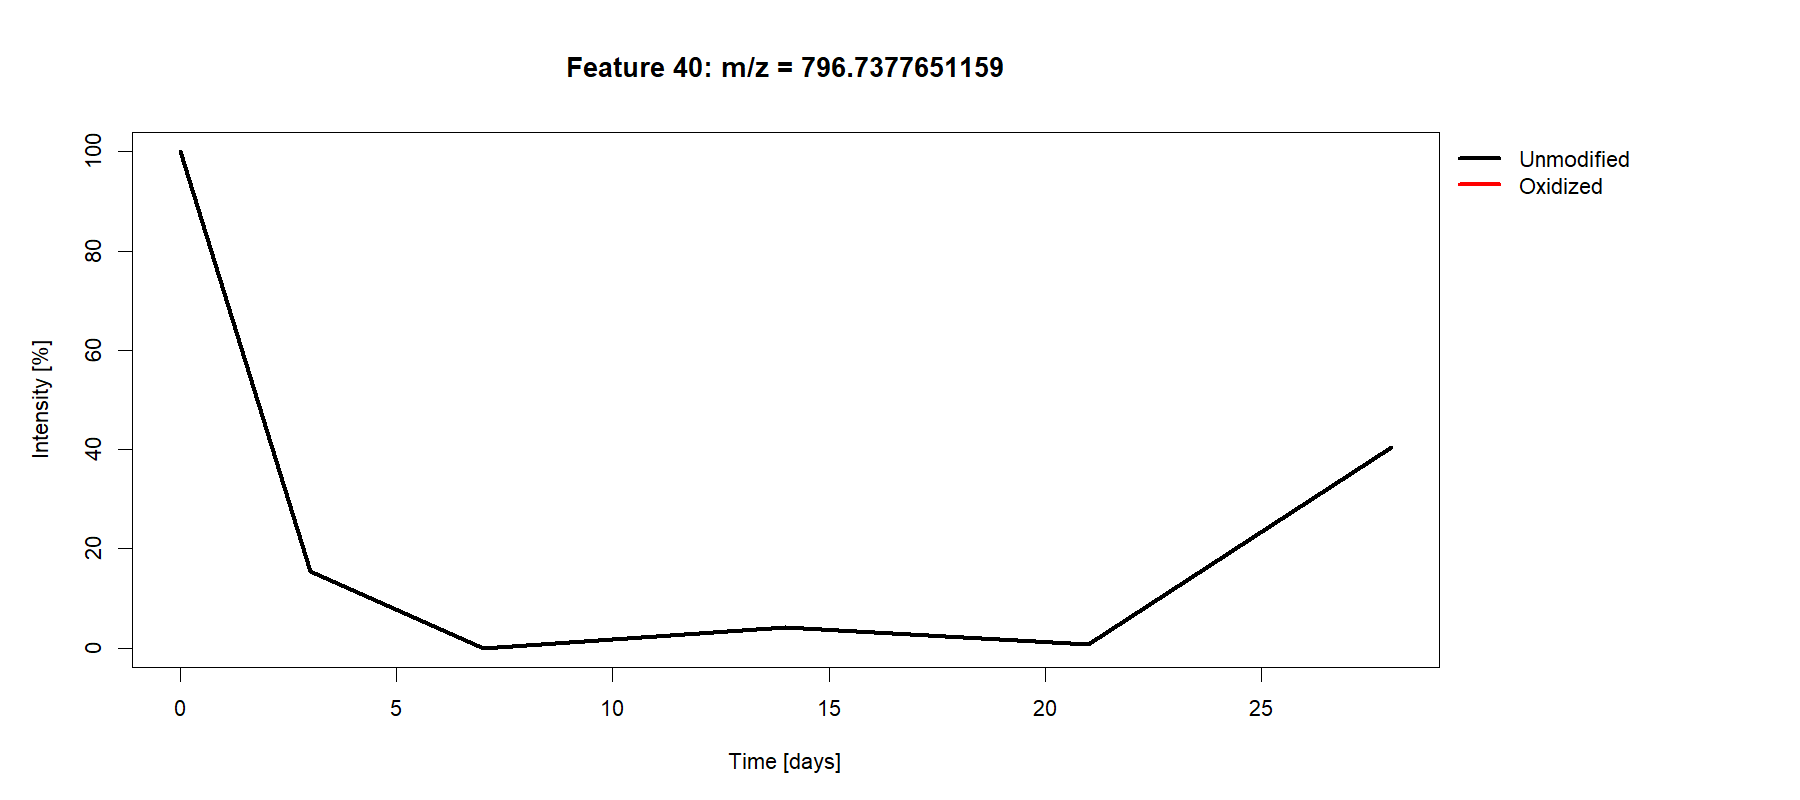 Feature 40: m/z = 796.7377651159
Unmodified
Oxidized
Intensity [%]
100
80
60
40
20
0
0 5 10 15 20 25
Time [days]